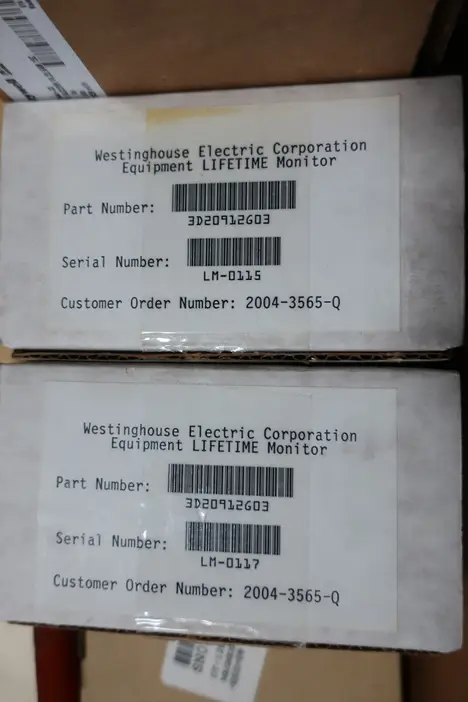 Westinghouse Electric Corporation
Equipment LIFETIME Monitor
Part Number:
3D20912G03
Serial Number:
LM-0115
Customer Order Number: 2004-3565-Q
Westinghouse Electric Corporation
Equipment LIFETIME Monitor
Part Number:
3D20912G03
Serial Number:
LM-0117
Customer Order Number: 2004-3565-Q
CNS